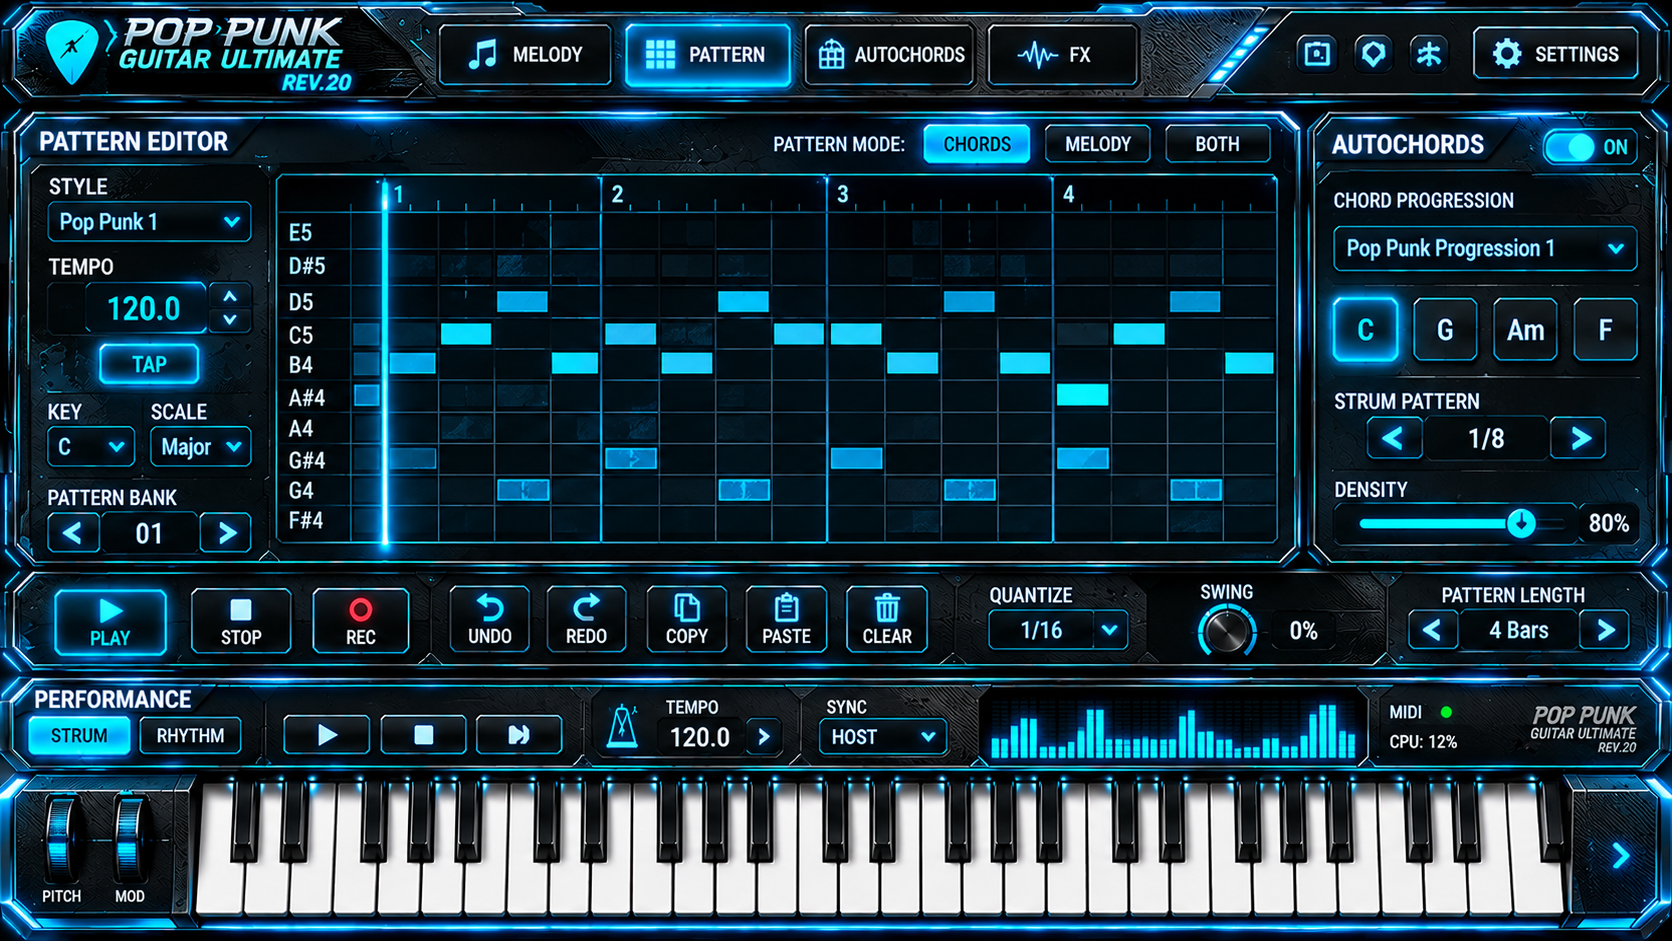 POP PUNK
GUITAR ULTIMATE
REV.20
MELODY
PATTERN
AUTOCHORDS
FX
SETTINGS
PATTERN EDITOR
PATTERN MODE:
CHORDS
MELODY
BOTH
STYLE
Pop Punk 1
TEMPO
120.0
TAP
KEY
SCALE
C
Major
PATTERN BANK
01
1
2
3
4
E5
D#5
D5
C5
B4
A#4
A4
G#4
G4
F#4
AUTOCHORDS
ON
CHORD PROGRESSION
Pop Punk Progression 1
C
G
Am
F
STRUM PATTERN
1/8
DENSITY
80%
PLAY
STOP
REC
UNDO
REDO
COPY
PASTE
CLEAR
QUANTIZE
1/16
SWING
0%
PATTERN LENGTH
4 Bars
PERFORMANCE
STRUM
RHYTHM
TEMPO
120.0
SYNC
HOST
MIDI
CPU: 12%
POP PUNK
GUITAR ULTIMATE
REV.20
PITCH
MOD